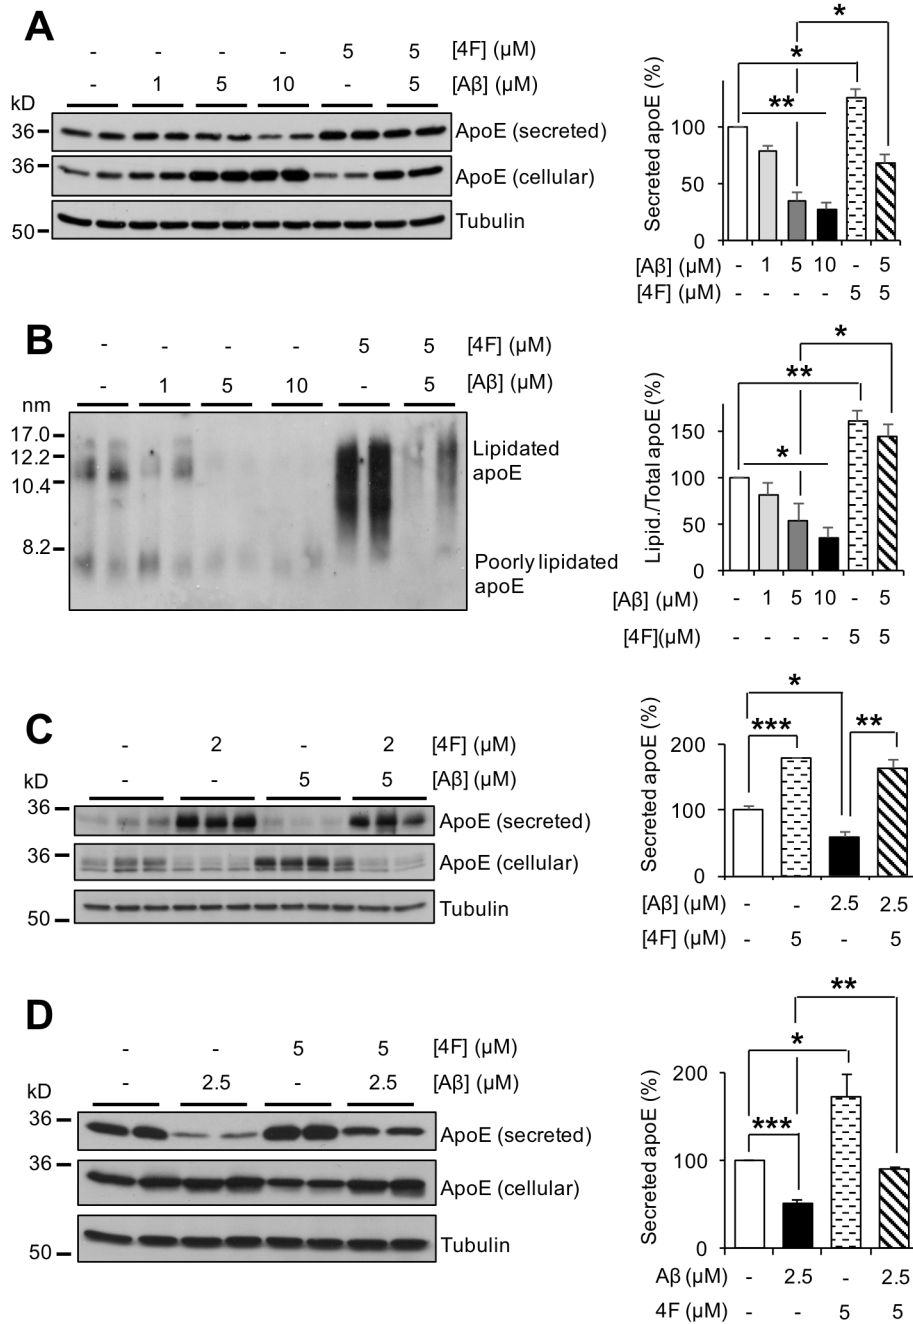 A
- - - - 5 5 [4F] (µM)
- 1 5 10 - 5 [Aβ] (µM)
kD
36 ApoE (secreted)
36 ApoE (cellular)
50 Tubulin
* * **
Secreted apoE (%)
100
50
0
[Aβ] (µM) - 1 5 10 - 5
[4F] (µM) - - - - 5 5
B
- - - - 5 5 [4F] (µM)
- 1 5 10 - 5 [Aβ] (µM)
nm
17.0
12.2
10.4
8.2
Lipidated
apoE
Poorly lipidated
apoE
* ** *
Lipid./Total apoE (%)
150
100
50
0
[Aβ] (µM) - 1 5 10 - 5
[4F](µM) - - - - 5 5
C
- 2 - 2 [4F] (µM)
- - 5 5 [Aβ] (µM)
kD
36 ApoE (secreted)
36 ApoE (cellular)
50 Tubulin
* *** **
Secreted apoE (%)
200
100
0
[Aβ] (µM) - - 2.5 2.5
[4F] (µM) - 5 - 5
D
- - 5 5 [4F] (µM)
- 2.5 - 2.5 [Aβ] (µM)
kD
36 ApoE (secreted)
36 ApoE (cellular)
50 Tubulin
** * ***
Secreted apoE (%)
200
100
0
Aβ (µM) - 2.5 - 2.5
4F (µM) - - 5 5